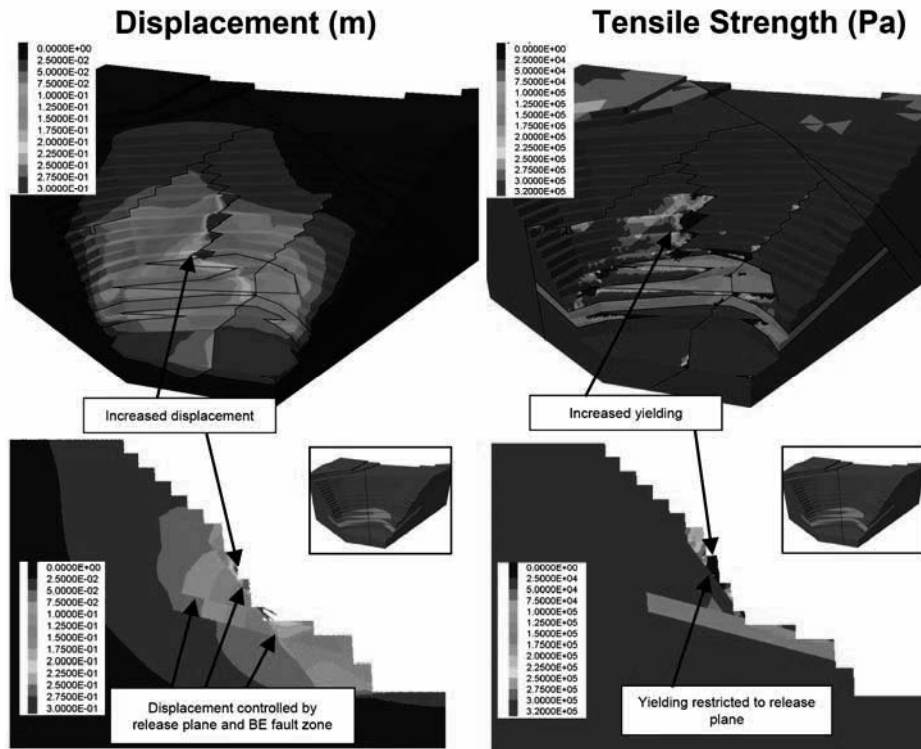 Displacement (m)
Tensile Strength (Pa)
0.0000E+00
2.5000E-02
5.0000E-02
7.5000E-02
1.0000E-01
1.2500E-01
1.5000E-01
1.7500E-01
2.0000E-01
2.2500E-01
2.5000E-01
2.7500E-01
3.0000E-01
0.0000E+00
2.5000E+04
5.0000E+04
7.5000E+04
1.0000E+05
1.2500E+05
1.5000E+05
1.7500E+05
2.0000E+05
2.2500E+05
2.5000E+05
2.7500E+05
3.0000E+05
3.2000E+05
Increased displacement
Increased yielding
0.0000E+00
2.5000E-02
5.0000E-02
7.5000E-02
1.0000E-01
1.2500E-01
1.5000E-01
1.7500E-01
2.0000E-01
2.2500E-01
2.5000E-01
2.7500E-01
3.0000E-01
Displacement controlled by
release plane and BE fault zone
0.0000E+00
2.5000E+04
5.0000E+04
7.5000E+04
1.0000E+05
1.2500E+05
1.5000E+05
1.7500E+05
2.0000E+05
2.2500E+05
2.5000E+05
2.7500E+05
3.0000E+05
3.2000E+05
Yielding restricted to release
plane